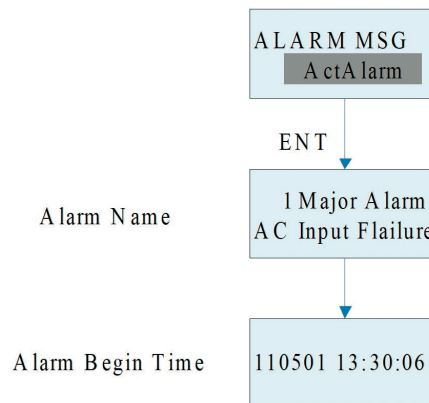 ALARM MSG
ActAlarm
ENT
1 Major Alarm
Alarm Name
AC Input Flailure
Alarm Begin Time
110501 13:30:06